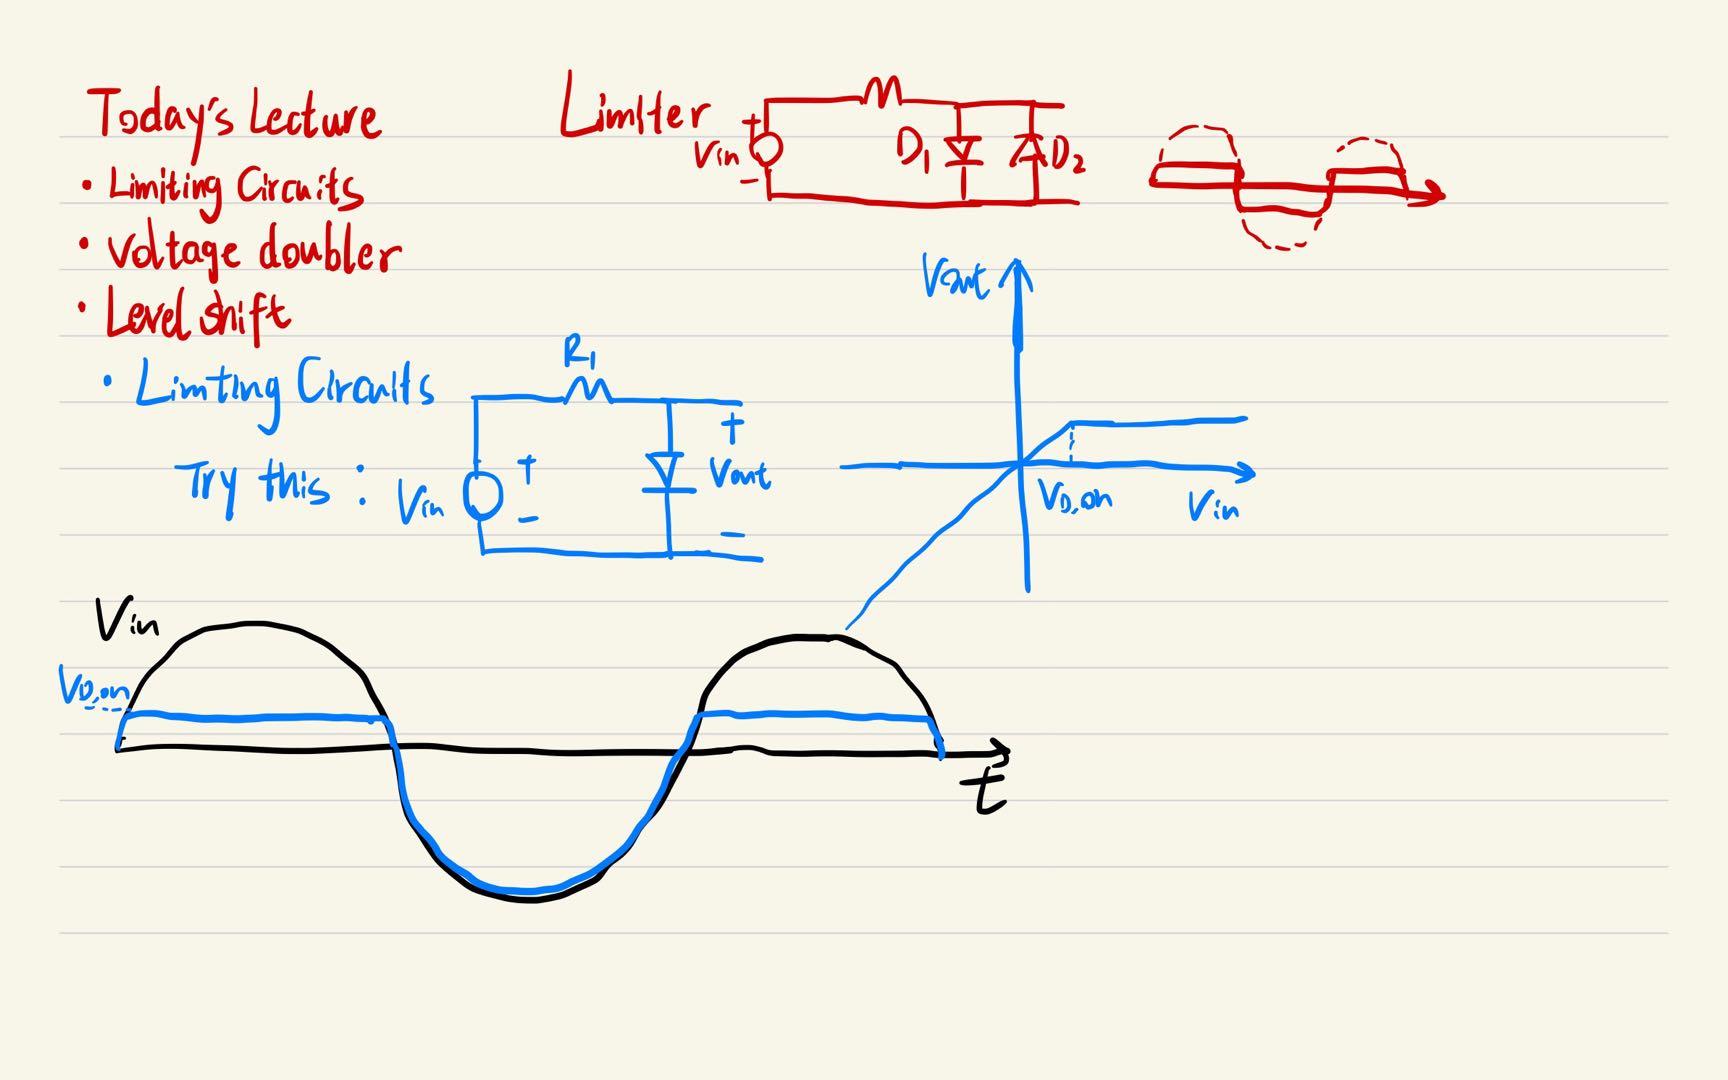 Today's Lecture
• Limiting Circuits
• Voltage doubler
• Level shift
Limiter
+
Vin
-
D1
D2
• Limting Circuits
Try this :
R1
Vin
+
-
+
Vout
-
Vout
VD,on
Vin
Vin
VD,on
t